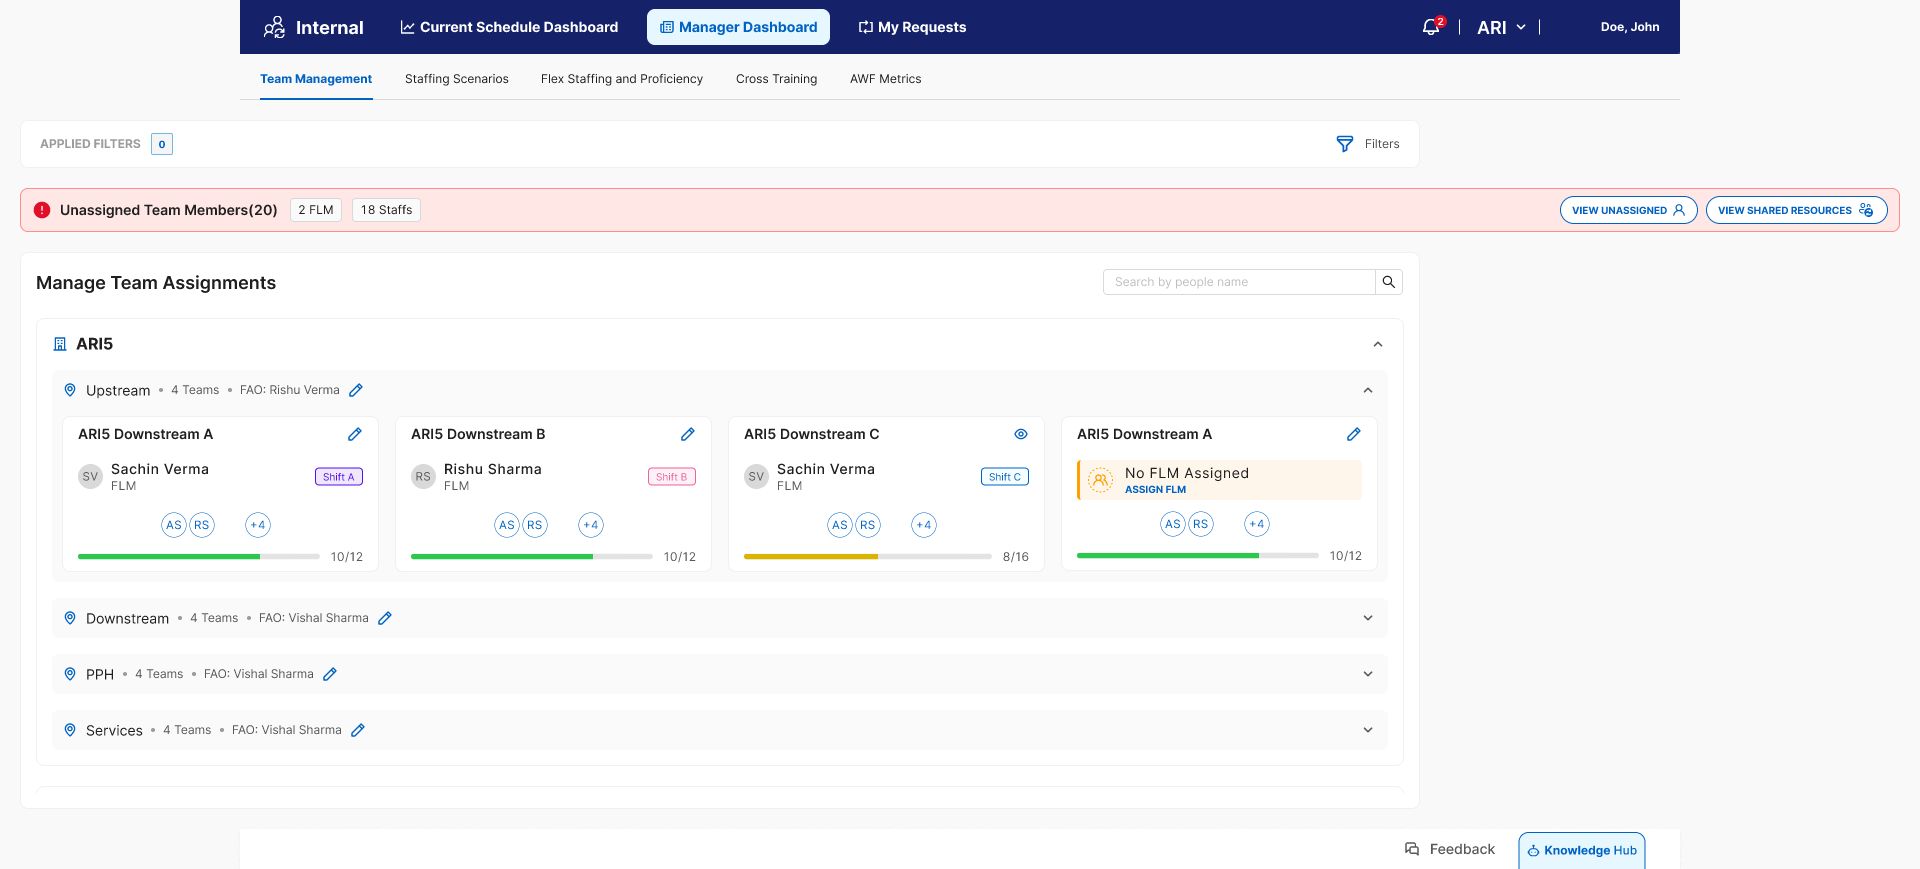 Internal
Current Schedule Dashboard
Manager Dashboard
My Requests
2
ARI
Doe, John
Team Management
Staffing Scenarios
Flex Staffing and Proficiency
Cross Training
AWF Metrics
APPLIED FILTERS
0
Filters
Unassigned Team Members(20)
2 FLM
18 Staffs
VIEW UNASSIGNED
VIEW SHARED RESOURCES
Manage Team Assignments
Search by people name
ARI5
Upstream • 4 Teams • FAO: Rishu Verma
ARI5 Downstream A
SV
Sachin Verma
FLM
Shift A
AS
RS
+4
10/12
ARI5 Downstream B
RS
Rishu Sharma
FLM
Shift B
AS
RS
+4
10/12
ARI5 Downstream C
SV
Sachin Verma
FLM
Shift C
AS
RS
+4
8/16
ARI5 Downstream A
No FLM Assigned
ASSIGN FLM
AS
RS
+4
10/12
Downstream • 4 Teams • FAO: Vishal Sharma
PPH • 4 Teams • FAO: Vishal Sharma
Services • 4 Teams • FAO: Vishal Sharma
Feedback
Knowledge Hub